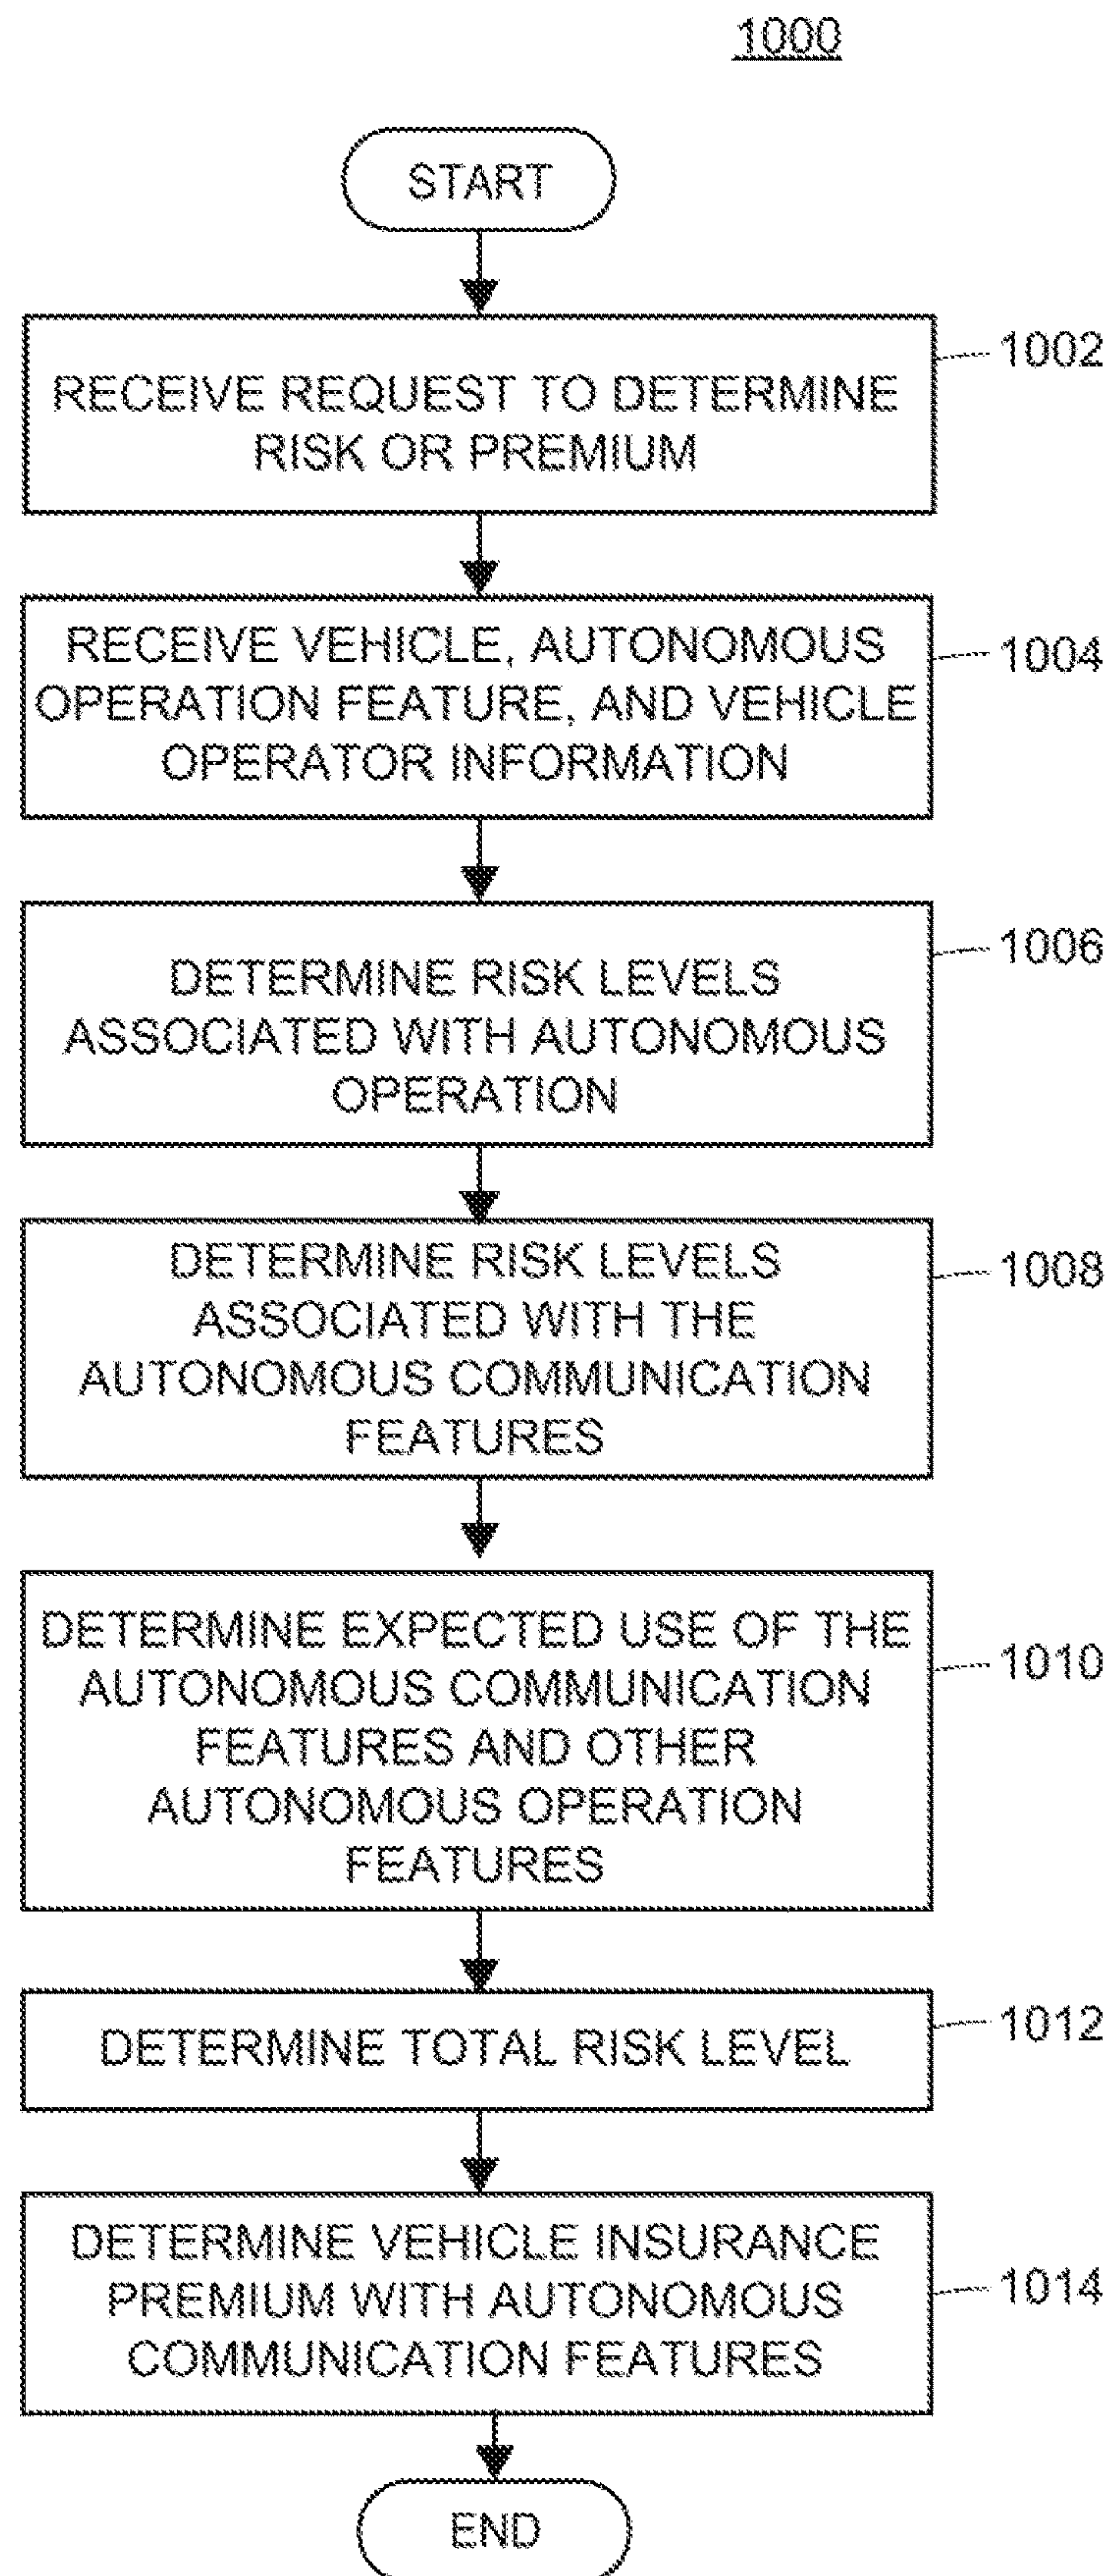 1000
START
RECEIVE REQUEST TO DETERMINE
RISK OR PREMIUM
1002
RECEIVE VEHICLE, AUTONOMOUS
OPERATION FEATURE, AND VEHICLE
OPERATOR INFORMATION
1004
DETERMINE RISK LEVELS
ASSOCIATED WITH AUTONOMOUS
OPERATION
1006
DETERMINE RISK LEVELS
ASSOCIATED WITH THE
AUTONOMOUS COMMUNICATION
FEATURES
1008
DETERMINE EXPECTED USE OF THE
AUTONOMOUS COMMUNICATION
FEATURES AND OTHER
AUTONOMOUS OPERATION
FEATURES
1010
DETERMINE TOTAL RISK LEVEL
1012
DETERMINE VEHICLE INSURANCE
PREMIUM WITH AUTONOMOUS
COMMUNICATION FEATURES
1014
END